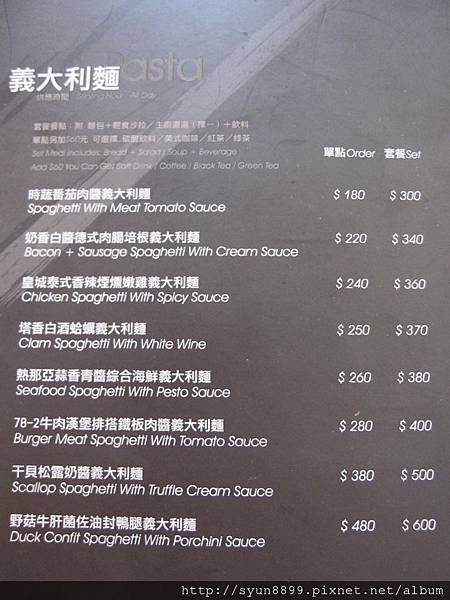 Pasta
義大利麵
供應時間 Serving Hour : All Day
套餐餐點：附 麵包＋輕食沙拉／主廚濃湯（擇一）＋飲料
單點另加$60元 可選擇 碳酸飲料／美式咖啡／紅茶／綠茶
Set Meal Includes: Bread + Salad / Soup + Beverage
Add $60 You Can Get: Soft Drink / Coffee / Black Tea / Green Tea
單點Order 套餐Set
時蔬番茄肉醬義大利麵 $ 180 $ 300
Spaghetti With Meat Tomato Sauce
奶香白醬德式肉腸培根義大利麵 $ 220 $ 340
Bacon + Sausage Spaghetti With Cream Sauce
皇城泰式香辣煙燻嫩雞義大利麵 $ 240 $ 360
Chicken Spaghetti With Spicy Sauce
塔香白酒蛤蠣義大利麵 $ 250 $ 370
Clam Spaghetti With White Wine
熱那亞蒜香青醬綜合海鮮義大利麵 $ 260 $ 380
Seafood Spaghetti With Pesto Sauce
78-2牛肉漢堡排搭鐵板肉醬義大利麵 $ 280 $ 400
Burger Meat Spaghetti With Tomato Sauce
干貝松露奶醬義大利麵 $ 380 $ 500
Scallop Spaghetti With Truffle Cream Sauce
野菇牛肝菌佐油封鴨腿義大利麵 $ 480 $ 600
Duck Confit Spaghetti With Porchini Sauce
http://syun8899.pixnet.net/album